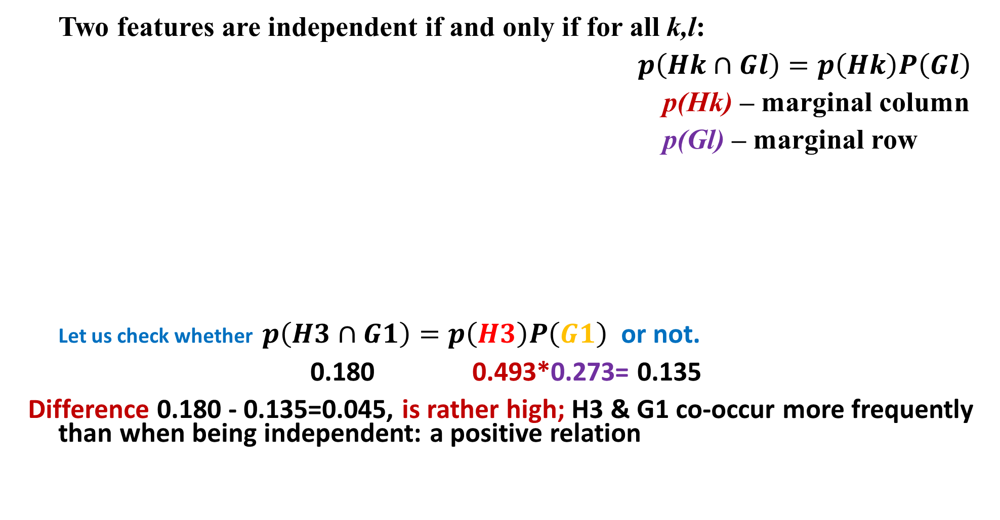 Two features are independent if and only if for all k,l:
p(Hk ∩ Gl) = p(Hk)P(Gl)
p(Hk) – marginal column
p(Gl) – marginal row
Let us check whether p(H3 ∩ G1) = p(H3)P(G1) or not.
0.180 0.493*0.273= 0.135
Difference 0.180 - 0.135=0.045, is rather high; H3 & G1 co-occur more frequently
than when being independent: a positive relation